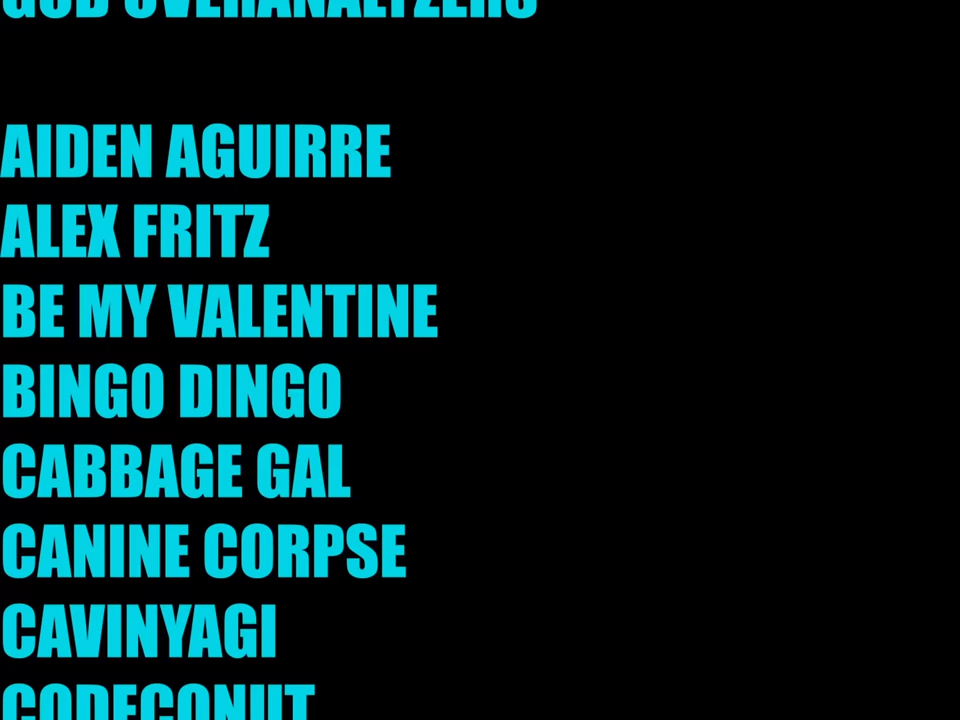 GOD OVERANALYZERS
AIDEN AGUIRRE
ALEX FRITZ
BE MY VALENTINE
BINGO DINGO
CABBAGE GAL
CANINE CORPSE
CAVINYAGI
CODECONUT